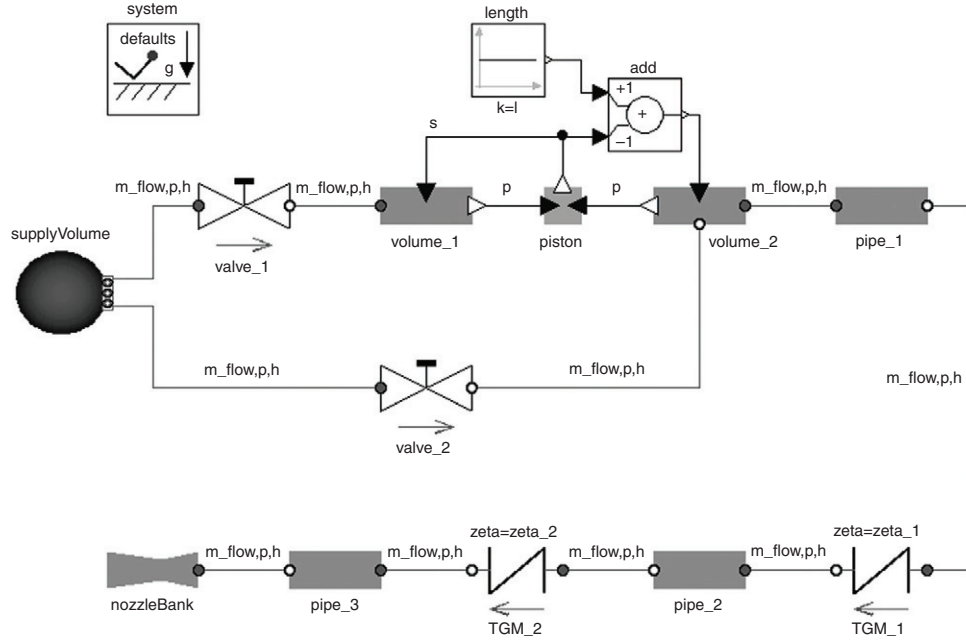 system
defaults
g
length
k=l
add
+1
+
−1
s
m_flow,p,h
m_flow,p,h
p
p
m_flow,p,h
supplyVolume
valve_1
volume_1
piston
volume_2
pipe_1
m_flow,p,h
m_flow,p,h
m_flow,p,h
valve_2
zeta=zeta_2
zeta=zeta_1
m_flow,p,h
m_flow,p,h
m_flow,p,h
m_flow,p,h
nozzleBank
pipe_3
TGM_2
pipe_2
TGM_1